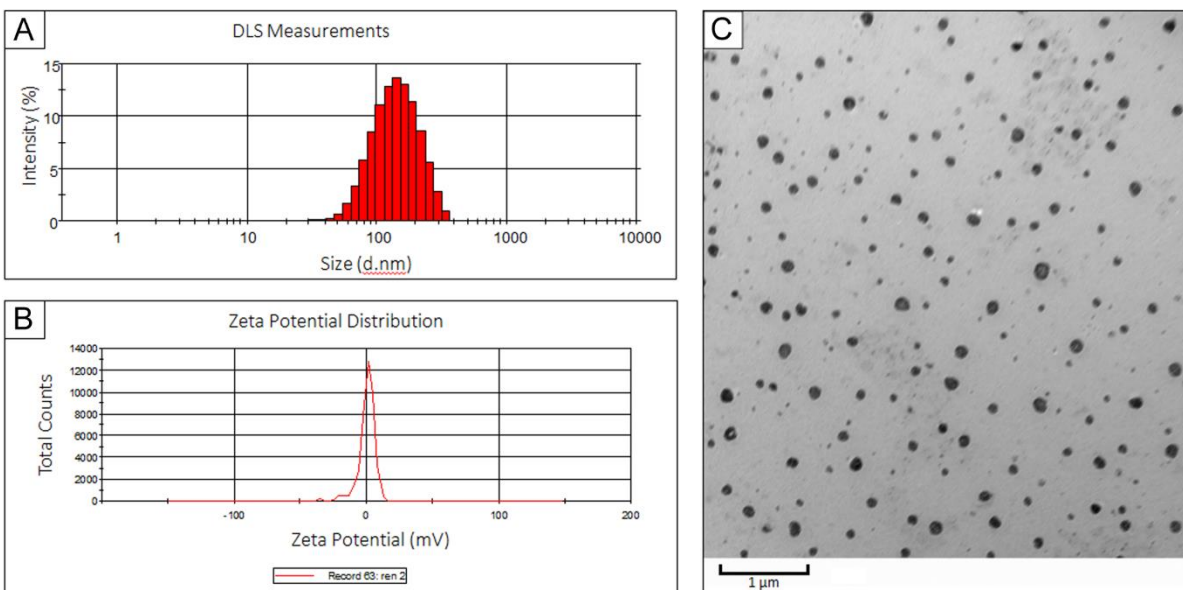 A
DLS Measurements
Intensity (%)
15
10
5
0
1 10 100 1000 10000
Size (d.nm)
B
Zeta Potential Distribution
Total Counts
14000
12000
10000
8000
6000
4000
2000
0
-100 0 100 200
Zeta Potential (mV)
Record 63: ren 2
C
1 µm